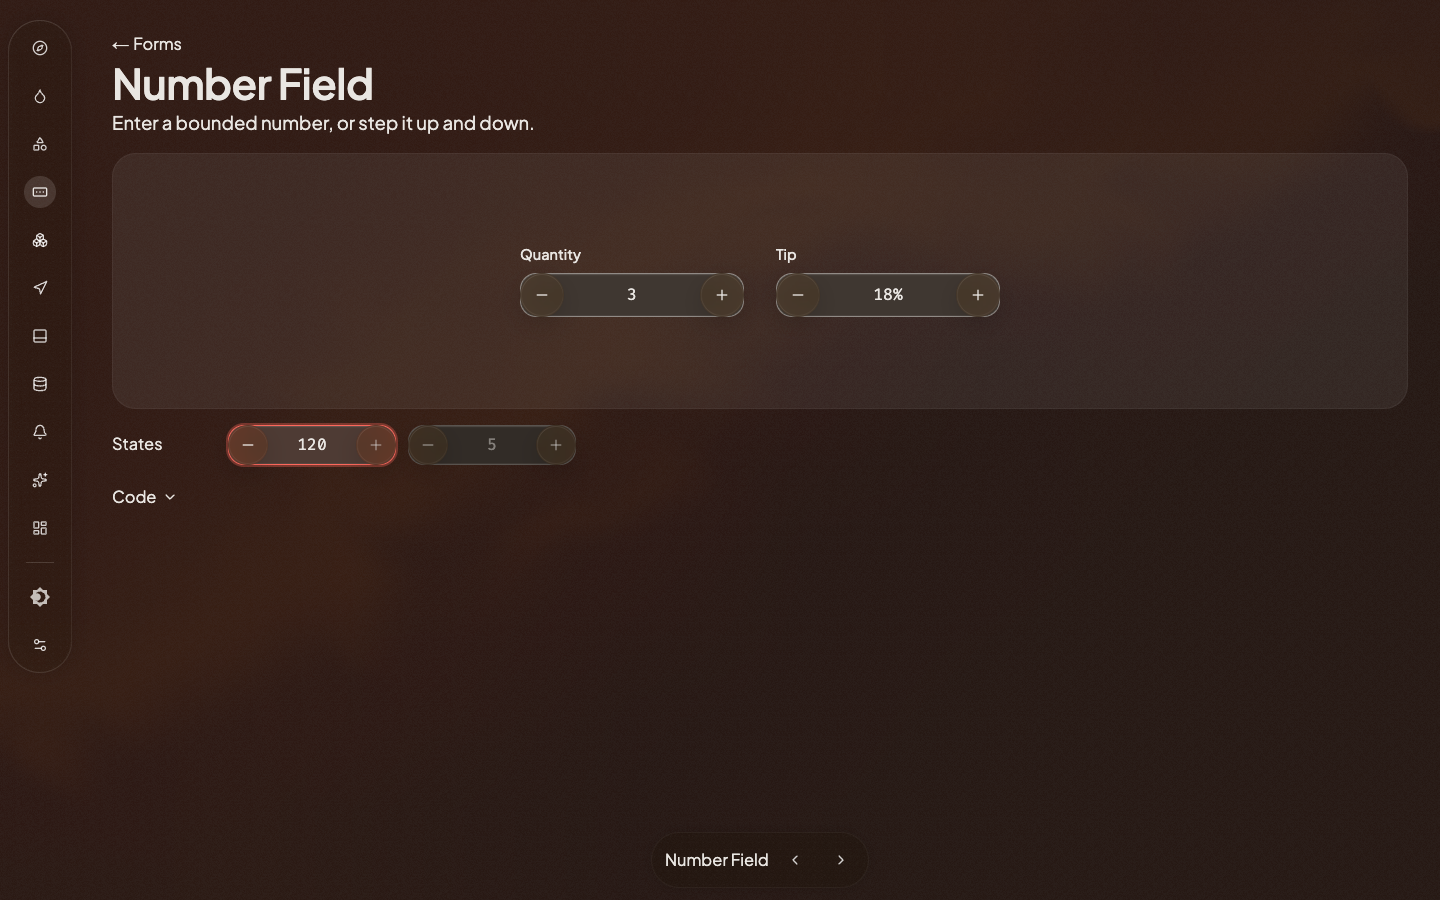 ← Forms
Number Field
Enter a bounded number, or step it up and down.
Quantity
Tip
− 3 +
− 18% +
States
− 120 +
− 5 +
Code
Number Field